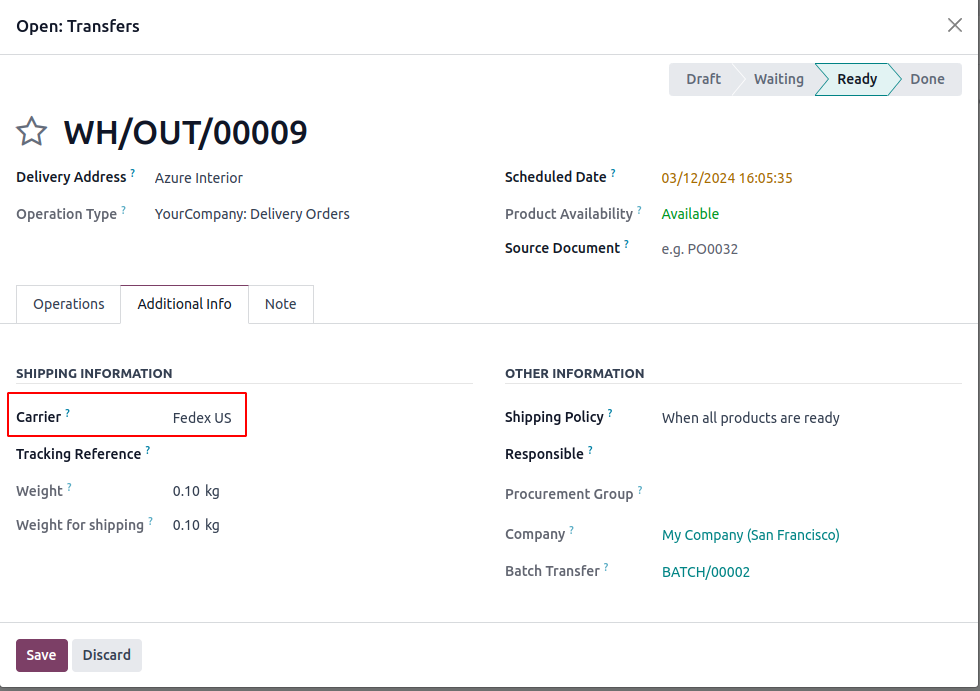 Open: Transfers
Draft Waiting Ready Done
WH/OUT/00009
Delivery Address ? Azure Interior
Scheduled Date ? 03/12/2024 16:05:35
Operation Type ? YourCompany: Delivery Orders
Product Availability ? Available
Source Document ? e.g. PO0032
Operations Additional Info Note
SHIPPING INFORMATION
Carrier ? Fedex US
Tracking Reference ?
Weight ? 0.10 kg
Weight for shipping ? 0.10 kg
OTHER INFORMATION
Shipping Policy ? When all products are ready
Responsible ?
Procurement Group ?
Company ? My Company (San Francisco)
Batch Transfer ? BATCH/00002
Save Discard